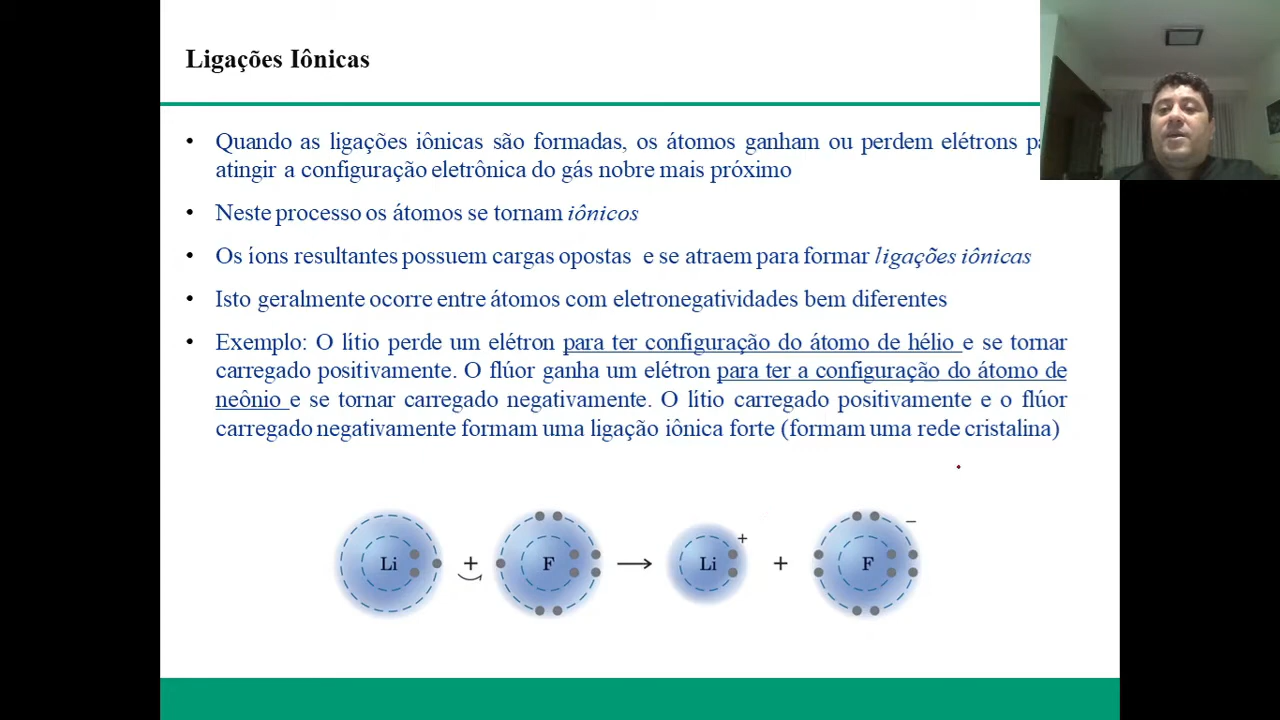 Ligações Iônicas
• Quando as ligações iônicas são formadas, os átomos ganham ou perdem elétrons
atingir a configuração eletrônica do gás nobre mais próximo
• Neste processo os átomos se tornam iônicos
• Os íons resultantes possuem cargas opostas e se atraem para formar ligações iônicas
• Isto geralmente ocorre entre átomos com eletronegatividades bem diferentes
• Exemplo: O lítio perde um elétron para ter configuração do átomo de hélio e se tornar
carregado positivamente. O flúor ganha um elétron para ter a configuração do átomo de
neônio e se tornar carregado negativamente. O lítio carregado positivamente e o flúor
carregado negativamente formam uma ligação iônica forte (formam uma rede cristalina)
Li + F → Li + + F −